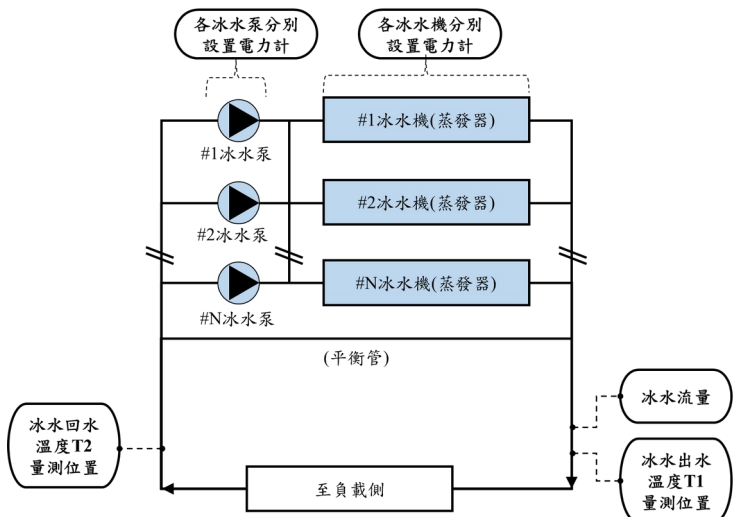 各冰水泵分別
設置電力計
各冰水機分別
設置電力計
#1冰水機(蒸發器)
#1冰水泵
#2冰水機(蒸發器)
#2冰水泵
#N冰水機(蒸發器)
#N冰水泵
(平衡管)
冰水流量
冰水回水
溫度T2
量測位置
冰水出水
溫度T1
量測位置
至負載側